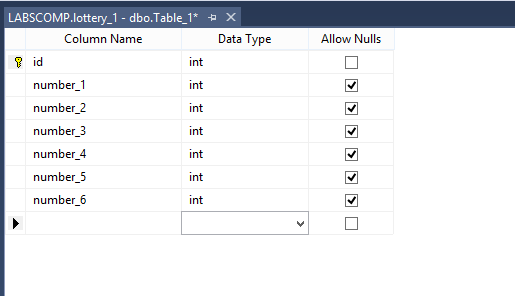 LABSCOMP.lottery_1 - dbo.Table_1*
Column Name Data Type Allow Nulls
id int
number_1 int
number_2 int
number_3 int
number_4 int
number_5 int
number_6 int